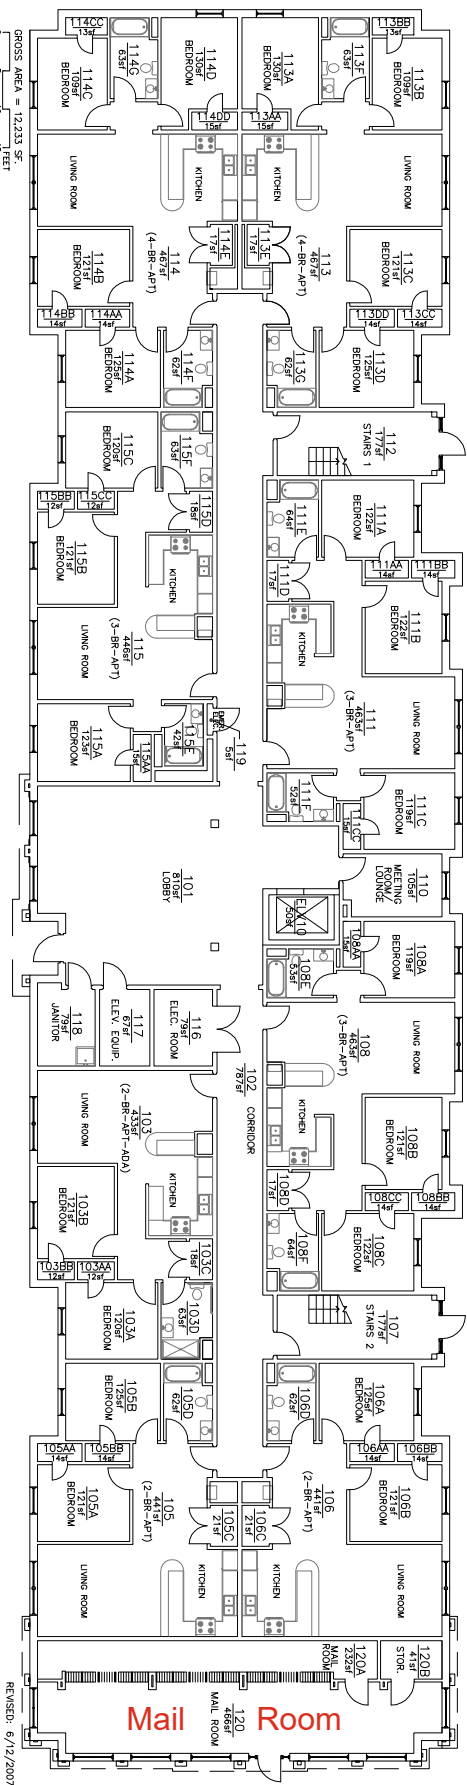 GROSS AREA = 12,233 SF.
FEET
114CC
13sf
114C
109sf
BEDROOM
114G
63sf
114D
130sf
BEDROOM
114DD
15sf
113A
130sf
BEDROOM
113AA
15sf
113F
63sf
113BB
13sf
113B
109sf
BEDROOM
LIVING ROOM
KITCHEN
KITCHEN
LIVING ROOM
114B
121sf
BEDROOM
114
467sf
(4-BR-APT)
114E
17sf
113E
17sf
113
467sf
(4-BR-APT)
113C
121sf
BEDROOM
114BB
14sf
114AA
14sf
113DD
14sf
113CC
14sf
114A
125sf
BEDROOM
114F
62sf
113G
62sf
113D
125sf
BEDROOM
115C
120sf
BEDROOM
115F
63sf
112
177sf
STAIRS 1
115BB
12sf
115CC
12sf
115D
18sf
111E
64sf
111A
122sf
BEDROOM
115B
121sf
BEDROOM
KITCHEN
111D
17sf
111AA
14sf
111BB
14sf
111B
122sf
BEDROOM
LIVING ROOM
115
446sf
(3-BR-APT)
KITCHEN
111
463sf
(3-BR-APT)
LIVING ROOM
115A
123sf
BEDROOM
115AA
15sf
115E
42sf
EMER.
ELEC.
119
5sf
111F
52sf
111CC
15sf
111C
119sf
BEDROOM
101
810sf
LOBBY
110
105sf
MEETING
ROOM/
LOUNGE
ELV10
50sf
108AA
15sf
108A
119sf
BEDROOM
108E
53sf
118
79sf
JANITOR
117
67sf
ELEV. EQUIP.
116
79sf
ELEC. ROOM
102
787sf
CORRIDOR
108
463sf
(3-BR-APT)
LIVING ROOM
LIVING ROOM
103
433sf
(2-BR-APT-ADA)
KITCHEN
KITCHEN
108B
121sf
BEDROOM
103B
121sf
BEDROOM
108D
17sf
108CC
14sf
108BB
14sf
103BB
12sf
103AA
12sf
103C
18sf
108F
64sf
108C
122sf
BEDROOM
103A
120sf
BEDROOM
103D
63sf
107
177sf
STAIRS 2
105B
125sf
BEDROOM
105D
62sf
106D
62sf
106A
125sf
BEDROOM
105AA
14sf
105BB
14sf
106AA
14sf
106BB
14sf
105A
121sf
BEDROOM
105
441sf
(2-BR-APT)
105C
21sf
106C
21sf
106
441sf
(2-BR-APT)
106B
121sf
BEDROOM
LIVING ROOM
KITCHEN
KITCHEN
LIVING ROOM
120A
232sf
MAIL
ROOM
120B
41sf
STOR.
120
466sf
MAIL ROOM
Mail Room
REVISED: 6/12/2007